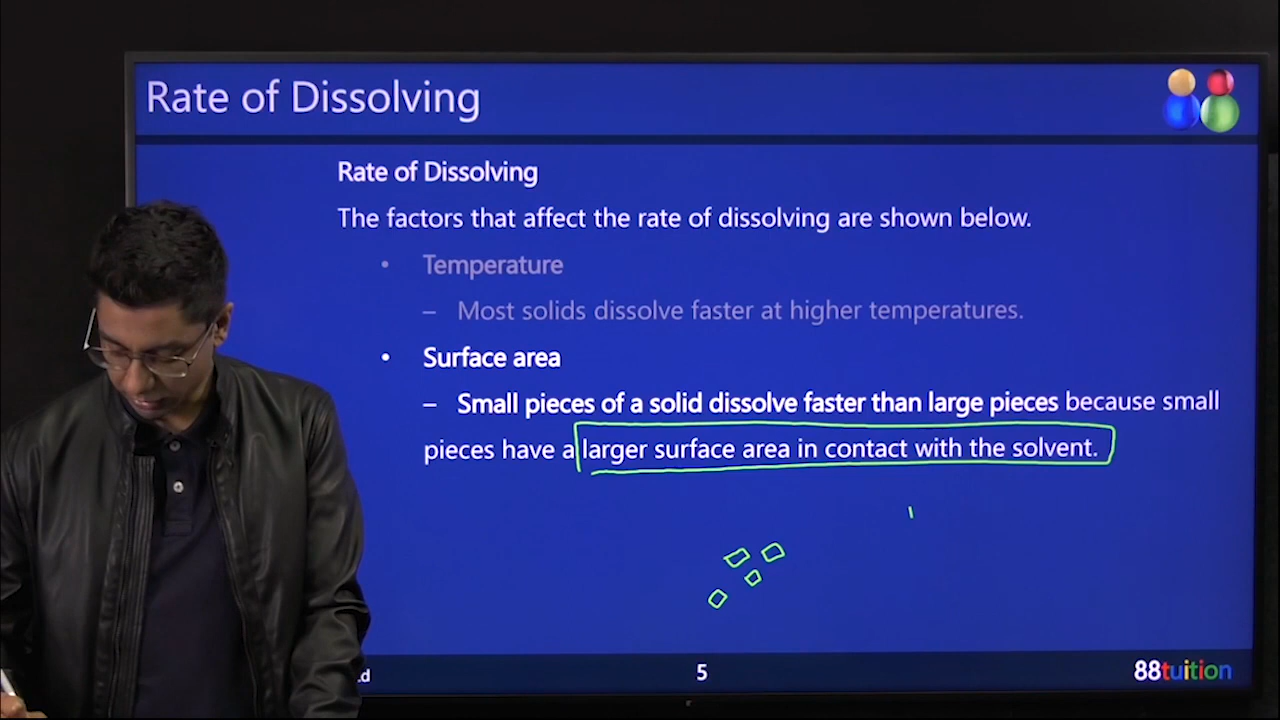 Rate of Dissolving
Rate of Dissolving
The factors that affect the rate of dissolving are shown below.
• Temperature
– Most solids dissolve faster at higher temperatures.
• Surface area
– Small pieces of a solid dissolve faster than large pieces because small
pieces have a larger surface area in contact with the solvent.
5
88tuition